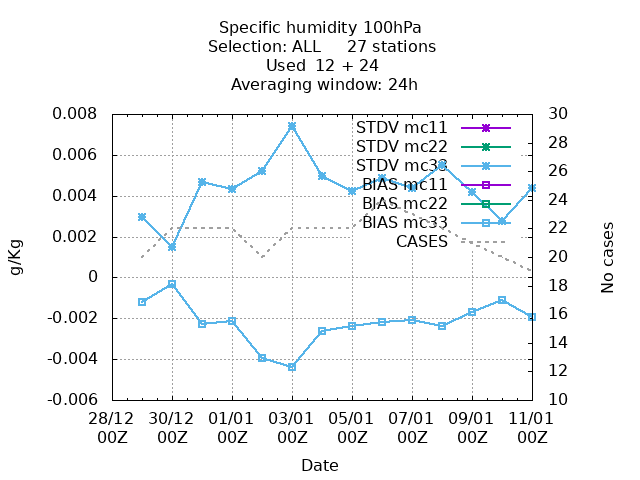 Specific humidity 100hPa
Selection: ALL     27 stations
Used  12 + 24
Averaging window: 24h
0.008
0.006
0.004
0.002
0
-0.002
-0.004
-0.006
g/Kg
30
28
26
24
22
20
18
16
14
12
10
No cases
STDV mc11
STDV mc22
STDV mc33
BIAS mc11
BIAS mc22
BIAS mc33
CASES
28/12 30/12 01/01 03/01 05/01 07/01 09/01 11/01
00Z 00Z 00Z 00Z 00Z 00Z 00Z 00Z
Date